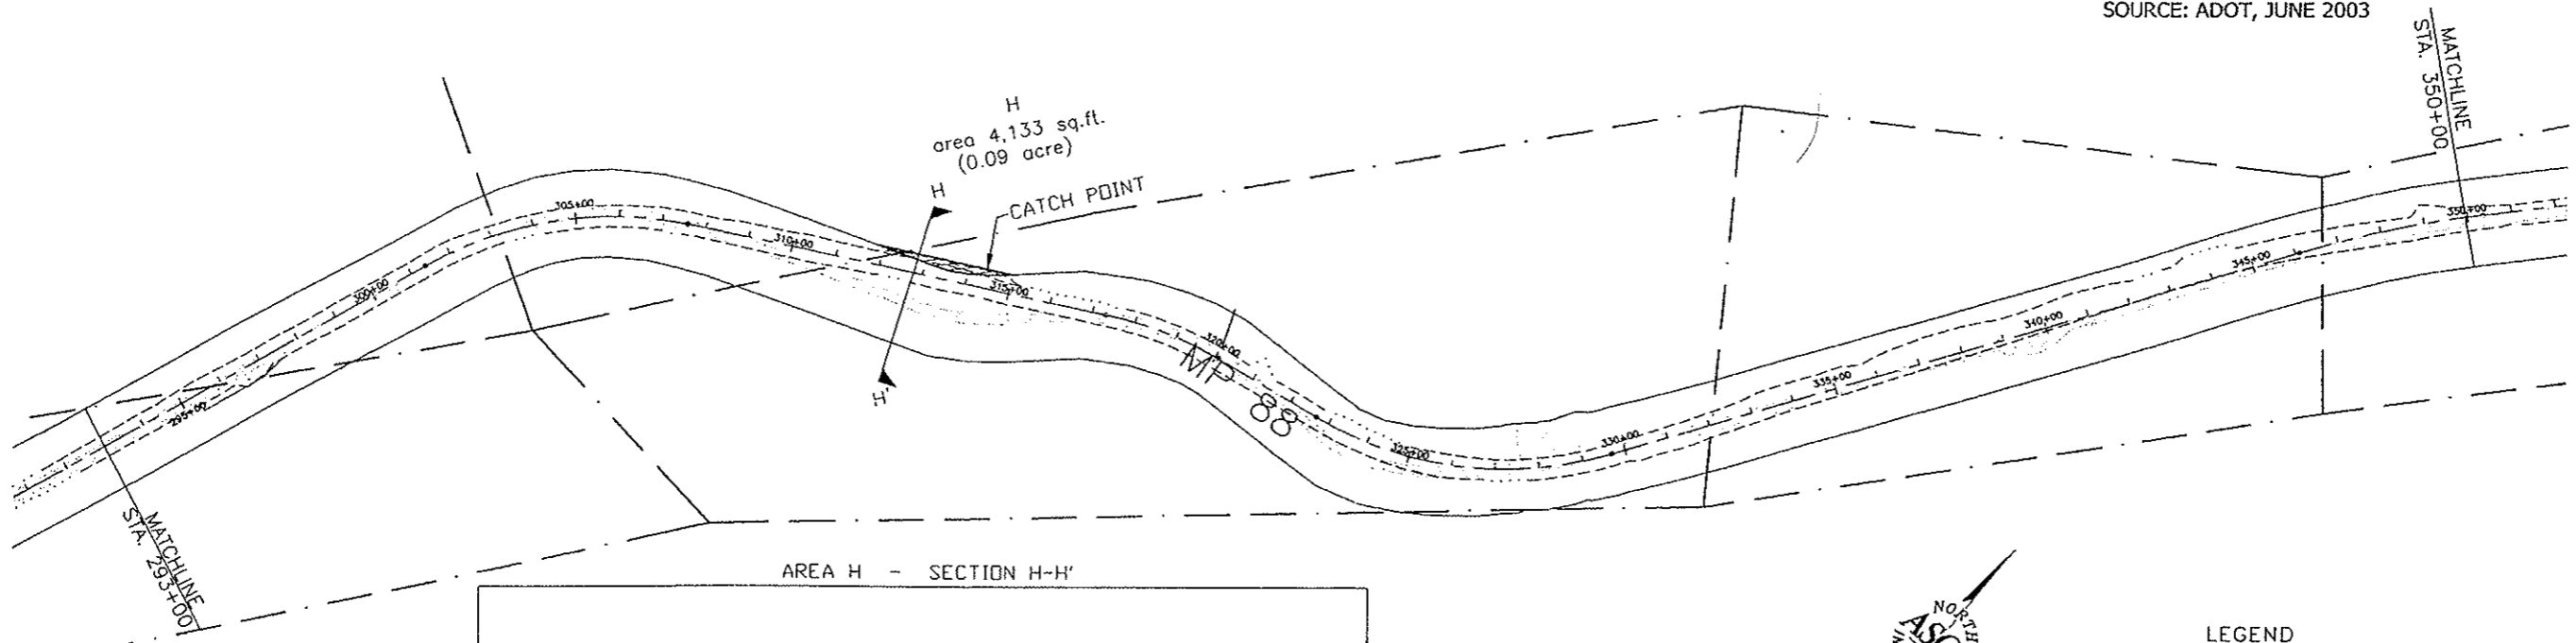 SOURCE: ADOT, JUNE 2003
MATCHLINE
STA. 350+00
H
area 4,133 sq.ft.
(0.09 acre)
H
CATCH POINT
305+00
310+00
300+00
315+00
295+00
H'
320+00
MP
88
325+00
330+00
335+00
340+00
345+00
350+00
MATCHLINE
STA. 293+00
AREA H - SECTION H-H'
NORTH
LEGEND